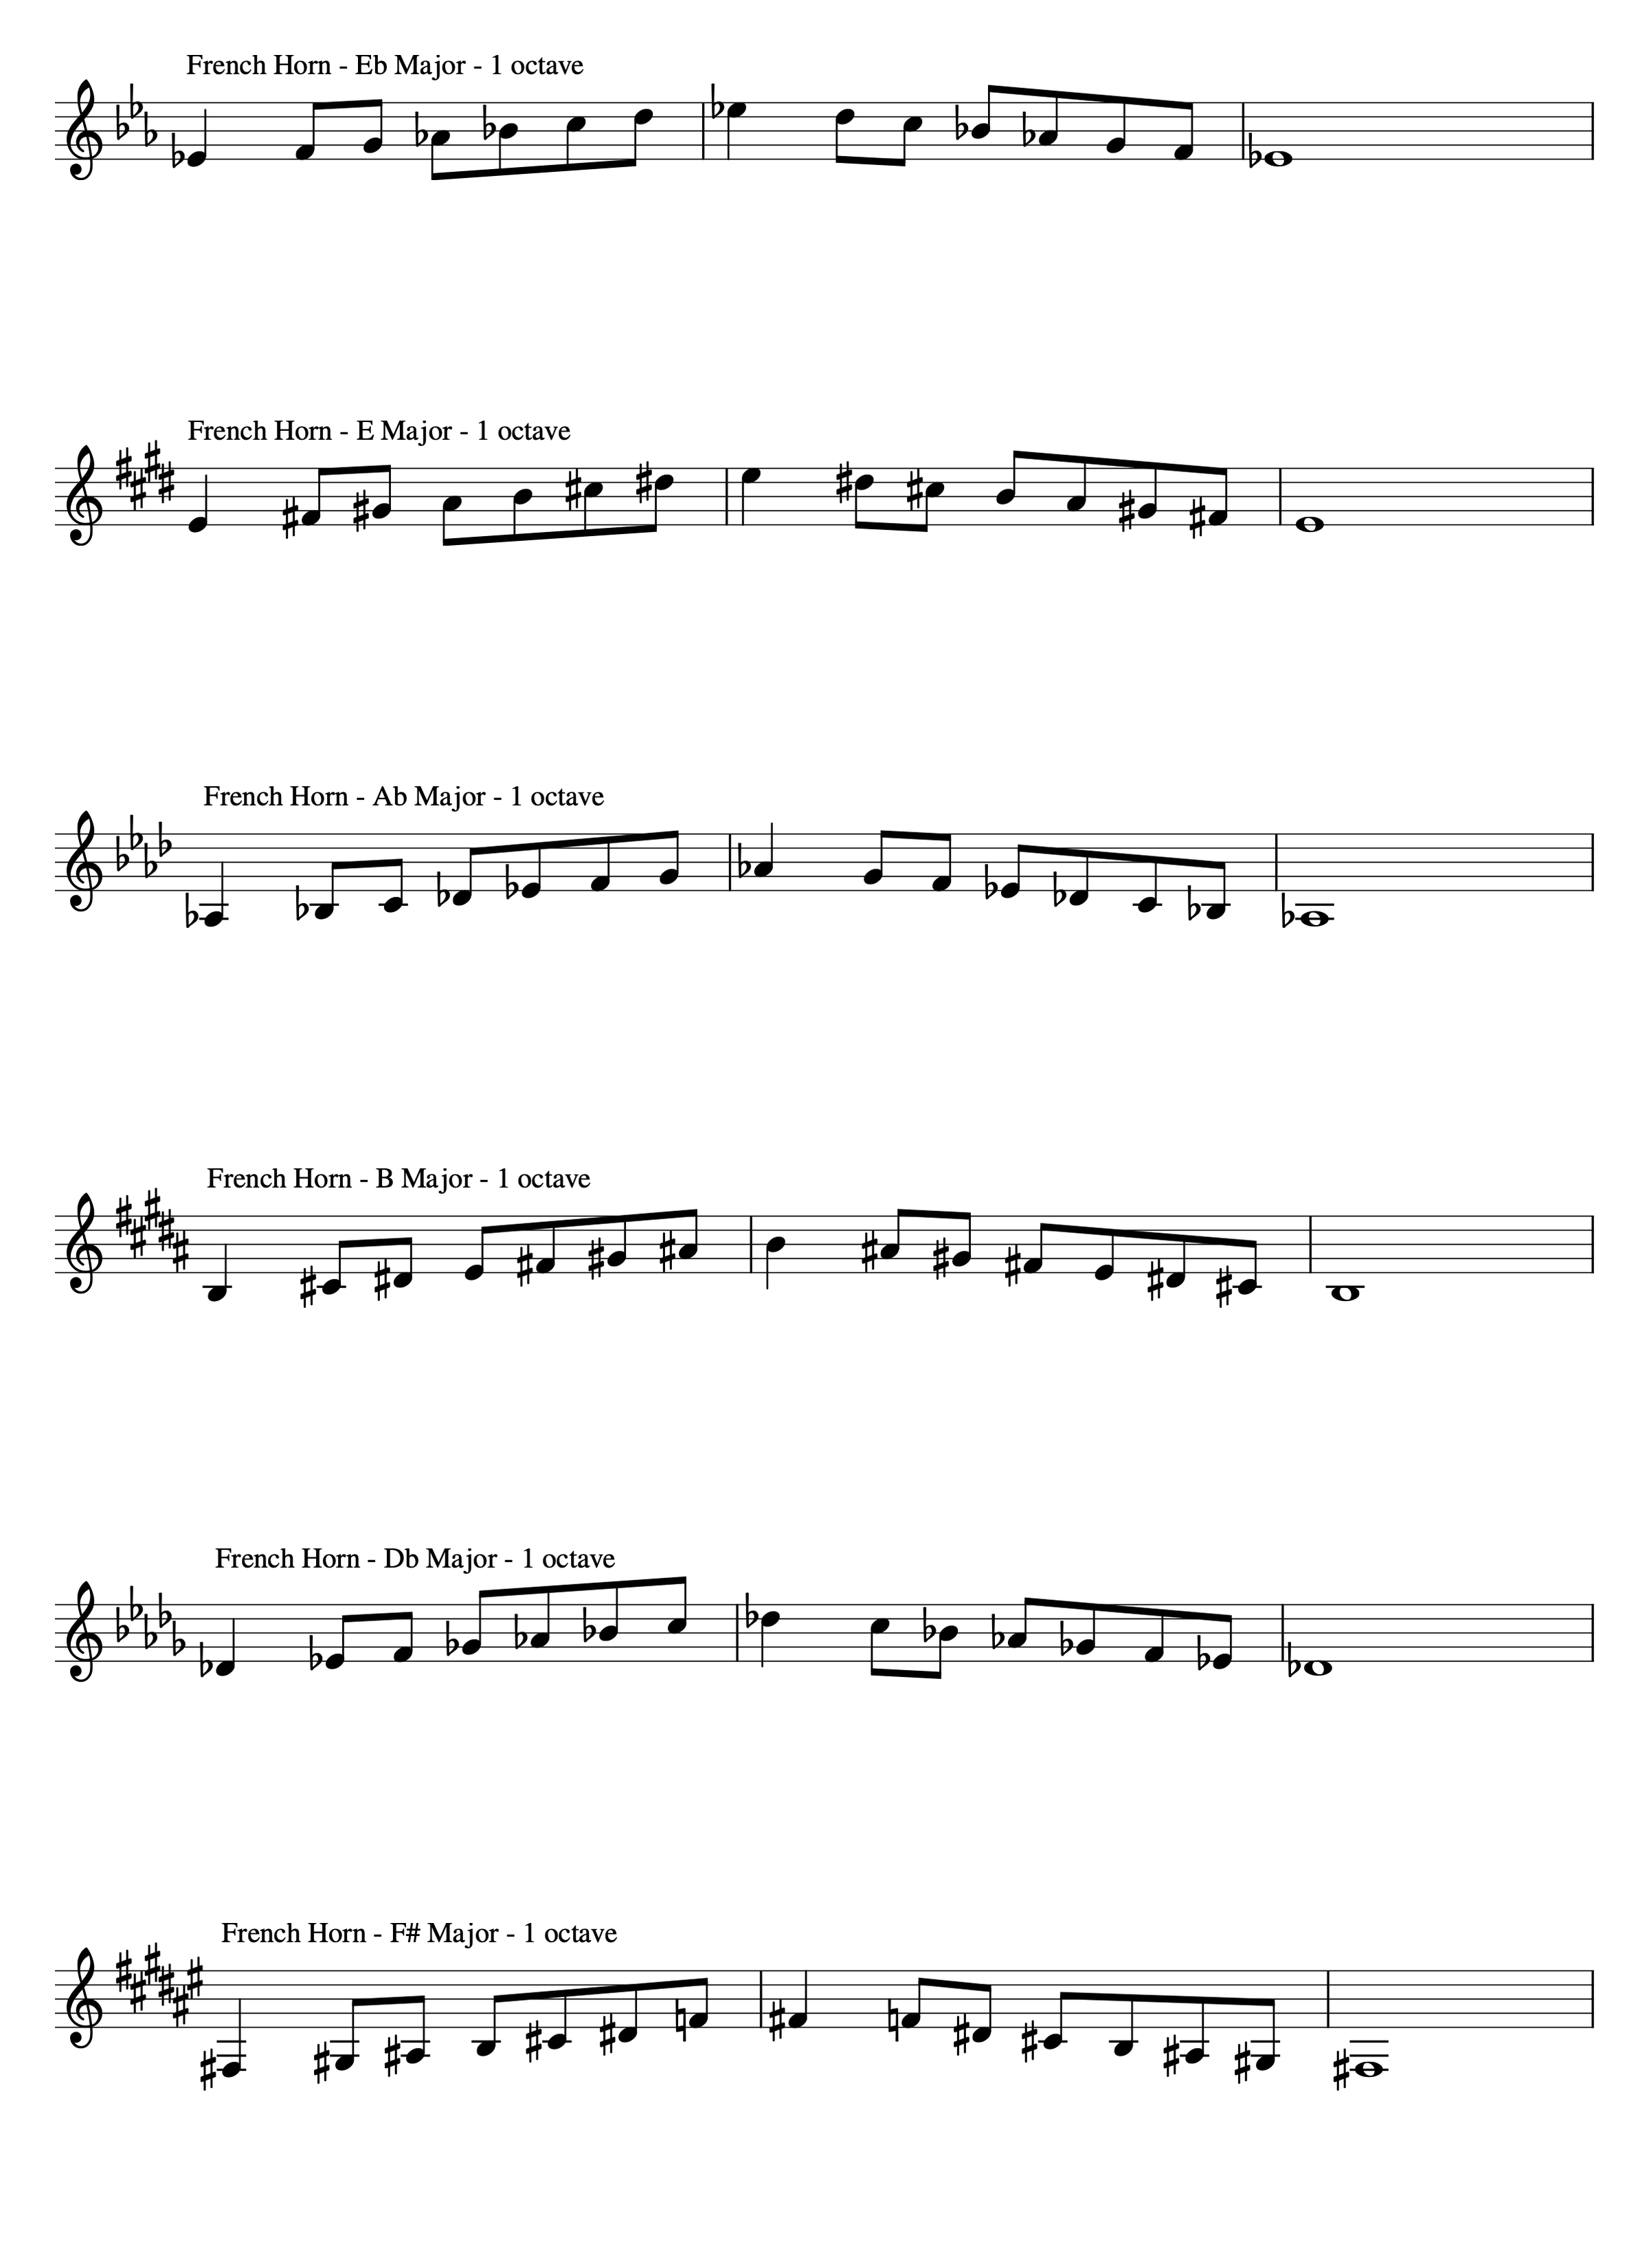 French Horn - Eb Major - 1 octave
French Horn - E Major - 1 octave
French Horn - Ab Major - 1 octave
French Horn - B Major - 1 octave
French Horn - Db Major - 1 octave
French Horn - F# Major - 1 octave